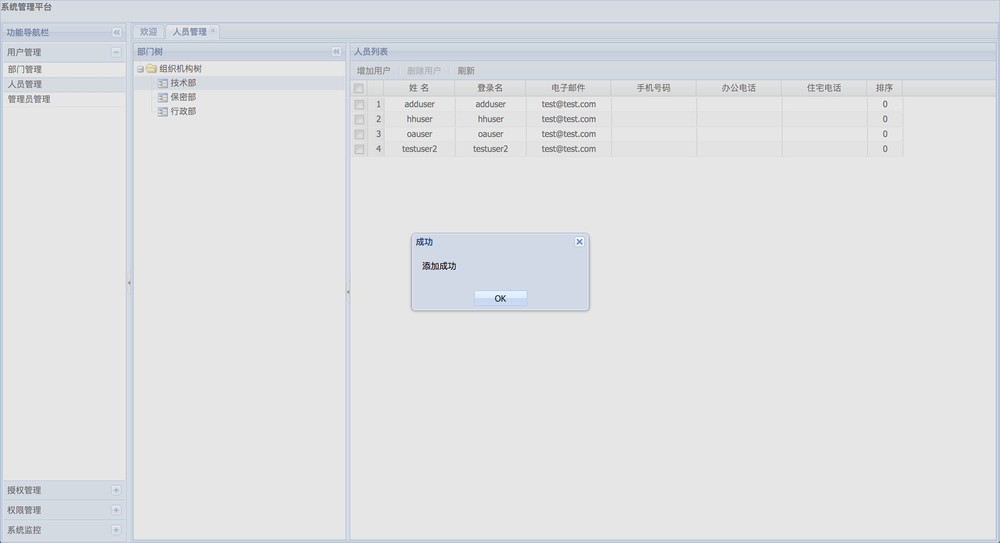 系统管理平台
功能导航栏
用户管理
部门管理
人员管理
管理员管理
授权管理
权限管理
系统监控
欢迎 人员管理
部门树
组织机构树
技术部
保密部
行政部
人员列表
增加用户 删除用户 刷新
姓 名 登录名 电子邮件 手机号码 办公电话 住宅电话 排序
1 adduser adduser test@test.com 0
2 hhuser hhuser test@test.com 0
3 oauser oauser test@test.com 0
4 testuser2 testuser2 test@test.com 0
成功
添加成功
OK